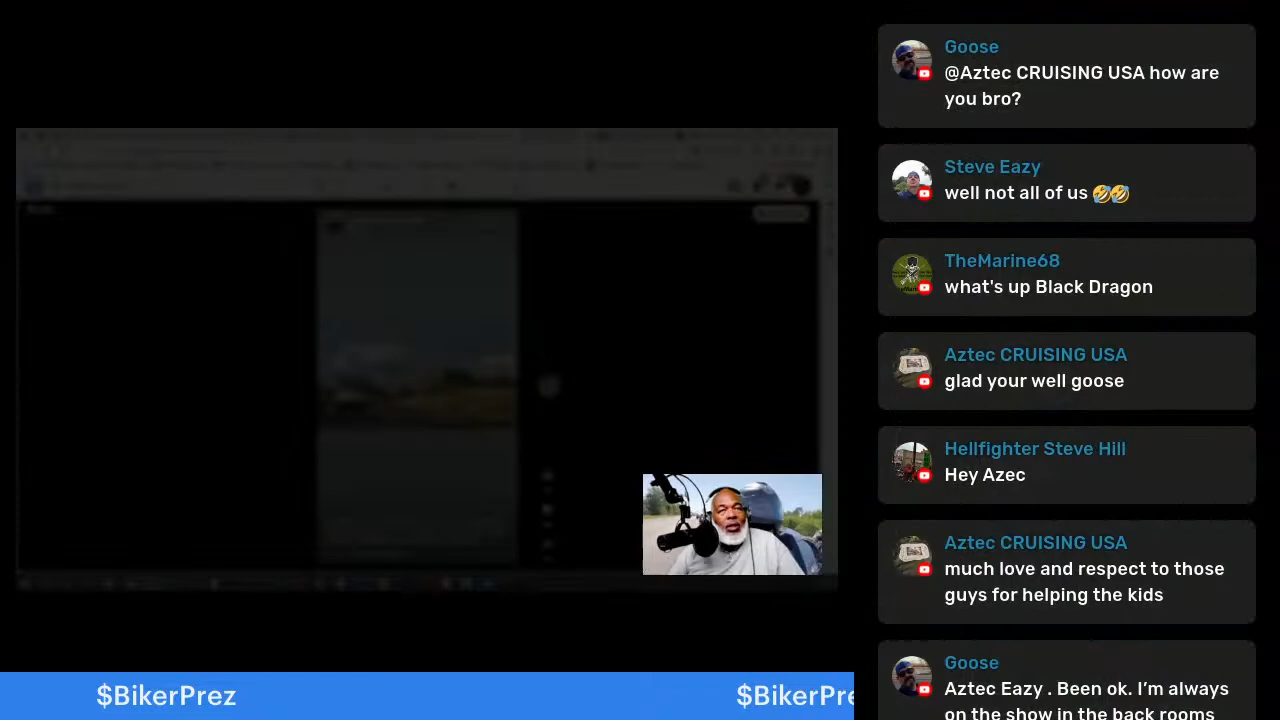 Goose
@Aztec CRUISING USA how are
you bro?
Steve Eazy
well not all of us 🤣🤣
TheMarine68
what's up Black Dragon
Aztec CRUISING USA
glad your well goose
Hellfighter Steve Hill
Hey Azec
Aztec CRUISING USA
much love and respect to those
guys for helping the kids
Goose
Aztec Eazy . Been ok. I’m always
on the show in the back rooms
$BikerPrez
$BikerPre